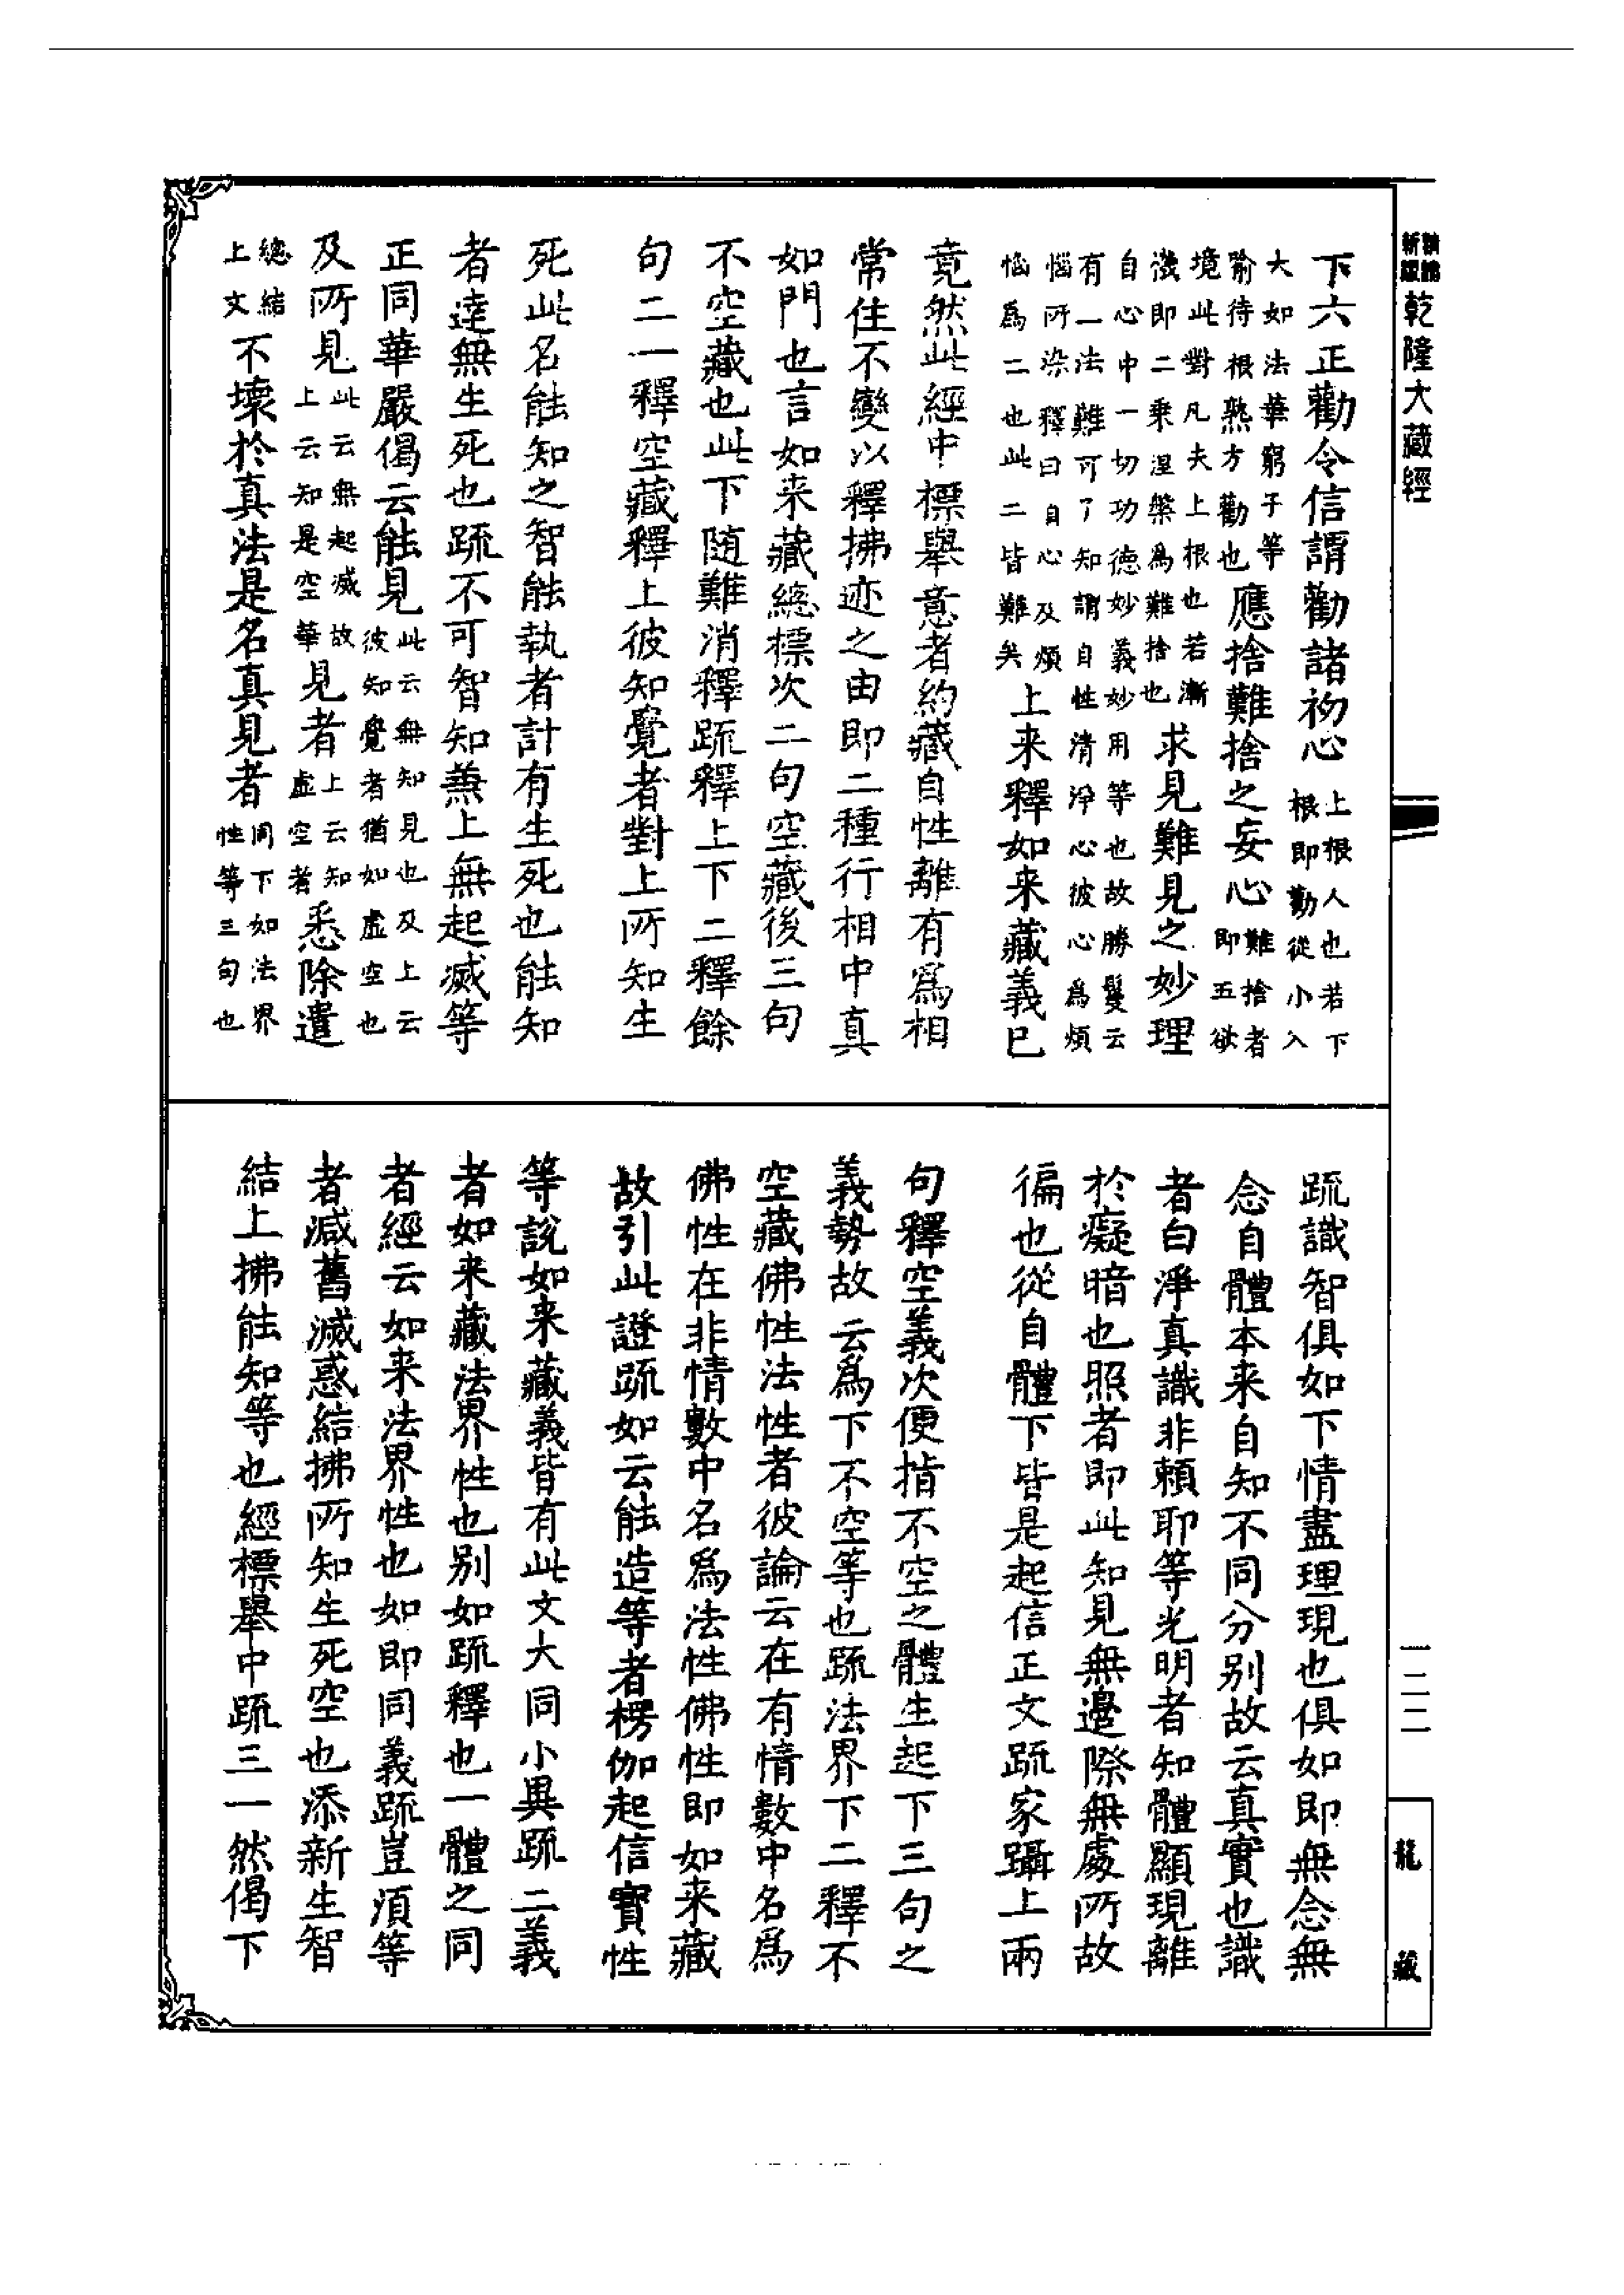 新編縮本乾隆大藏經
下六正勸令信謂勸諸初心上根人也若下根即勸從小入
大如法華窮子等喻待根熟方勸也應捨難捨之妄心難捨者即五欲
境此對凡夫上根也若漸機即二乘涅槃為難捨也求見難見之妙理
自心中一切功德妙義妙用等也故勝鬘云有一法難可了知謂自性清淨心彼心為煩
惱所染釋曰自心及煩惱為二也此二皆難矣上来釋如来藏義已
竟然此經中標舉意者約藏自性離有為相
常住不變以釋拂迹之由即二種行相中真
如門也言如来藏總標次二句空藏後三句
不空藏也此下随難消釋疏釋上下二釋餘
句二一釋空藏釋上彼知覺者對上所知生
死此名能知之智能執者計有生死也能知
者達無生死也疏不可智知兼上無起滅等
正同華嚴偈云能見此云無知見也及上云彼知覺者猶如虛空也
及所見此云無起滅故上云知是空華見者上云知虛空者悉除遣
總結上文不壞於真法是名真見者同下如法界性等三句也
疏識智俱如下情盡理現也俱如即無念無
念自體本来自知不同分别故云真實也識
者白淨真識非賴耶等光明者知體顯現離
於癡暗也照者即此知見無邊際無處所故
徧也從自體下皆是起信正文疏家躡上兩
句釋空義次便指不空之體生起下三句之
義勢故云為下不空等也疏法界下二釋不
空藏佛性法性者彼論云在有情數中名為
佛性在非情數中名為法性佛性即如来藏
故引此證疏如云能造等者楞伽起信寶性
等說如来藏義皆有此文大同小異疏二義
者如来藏法界性也别如疏釋也一體之同
者經云如来法界性也如即同義疏豈須等
者滅舊滅惑結拂所知生死空也添新生智
結上拂能知等也經標舉中疏三一然偈下
一二二
龍藏